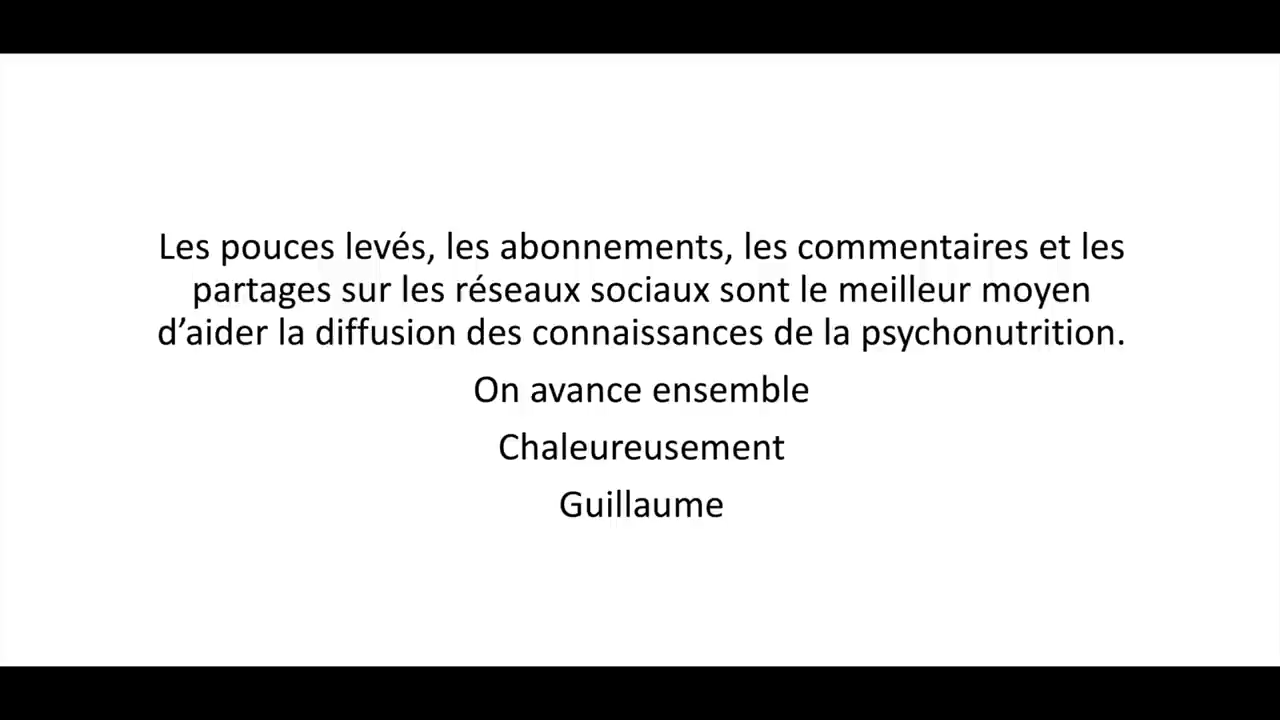 Les pouces levés, les abonnements, les commentaires et les
partages sur les réseaux sociaux sont le meilleur moyen
d’aider la diffusion des connaissances de la psychonutrition.
On avance ensemble
Chaleureusement
Guillaume